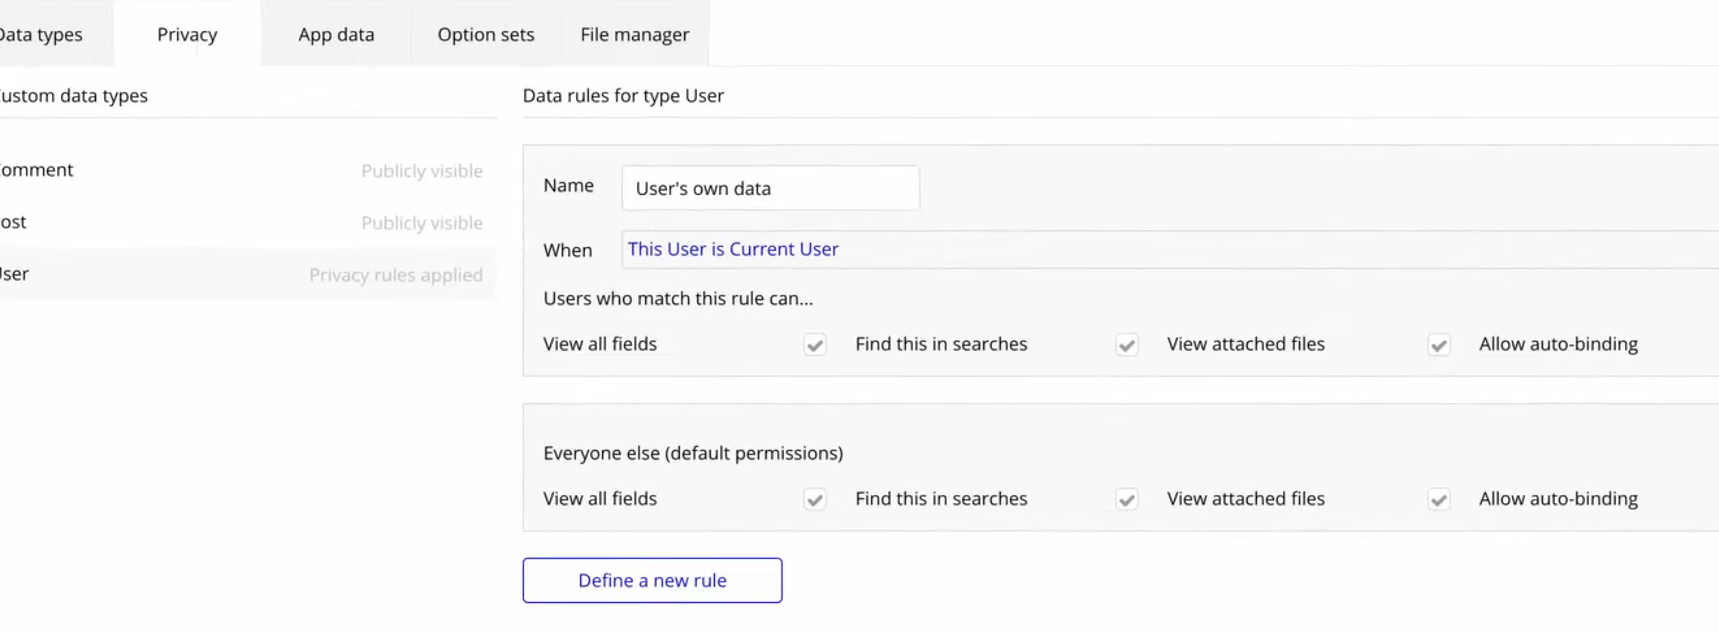 Data types Privacy App data Option sets File manager
ustom data types
Data rules for type User
omment Publicly visible
ost Publicly visible
User Privacy rules applied
Name User's own data
When This User is Current User
Users who match this rule can...
View all fields Find this in searches View attached files Allow auto-binding
Everyone else (default permissions)
View all fields Find this in searches View attached files Allow auto-binding
Define a new rule